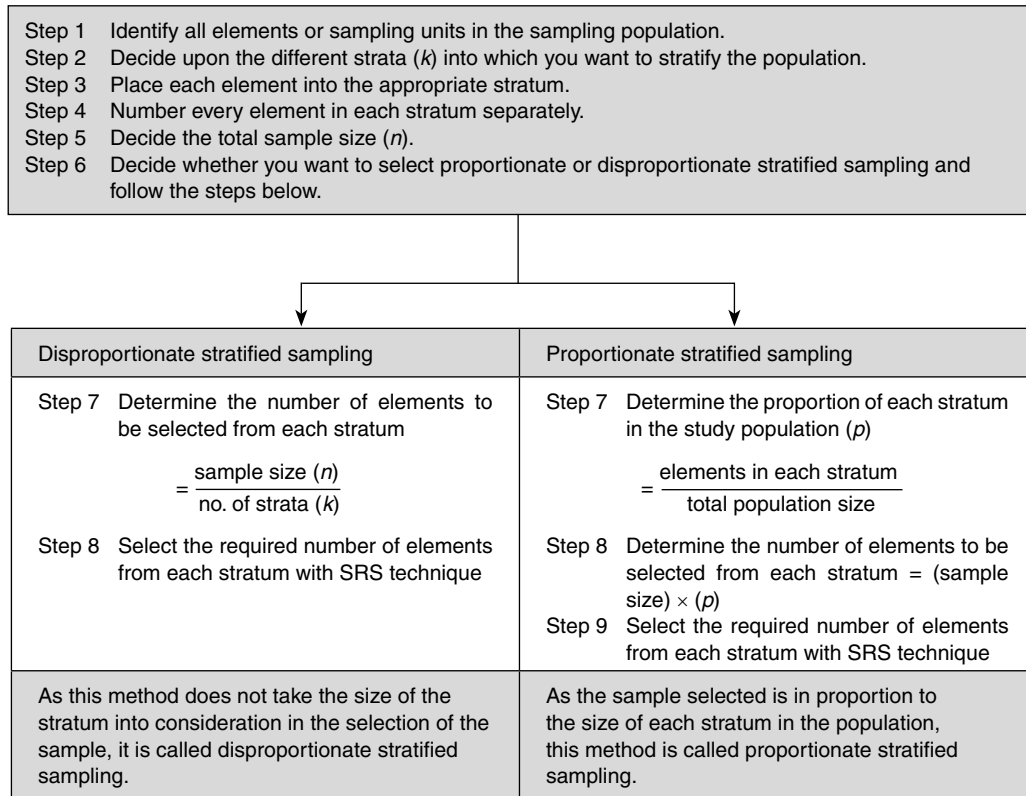 Step 1 Identify all elements or sampling units in the sampling population.
Step 2 Decide upon the different strata (k) into which you want to stratify the population.
Step 3 Place each element into the appropriate stratum.
Step 4 Number every element in each stratum separately.
Step 5 Decide the total sample size (n).
Step 6 Decide whether you want to select proportionate or disproportionate stratified sampling and
follow the steps below.
Disproportionate stratified sampling
Step 7 Determine the number of elements to
be selected from each stratum
= sample size (n)
no. of strata (k)
Step 8 Select the required number of elements
from each stratum with SRS technique
As this method does not take the size of the
stratum into consideration in the selection of the
sample, it is called disproportionate stratified
sampling.
Proportionate stratified sampling
Step 7 Determine the proportion of each stratum
in the study population (p)
= elements in each stratum
total population size
Step 8 Determine the number of elements to be
selected from each stratum = (sample
size) × (p)
Step 9 Select the required number of elements
from each stratum with SRS technique
As the sample selected is in proportion to
the size of each stratum in the population,
this method is called proportionate stratified
sampling.